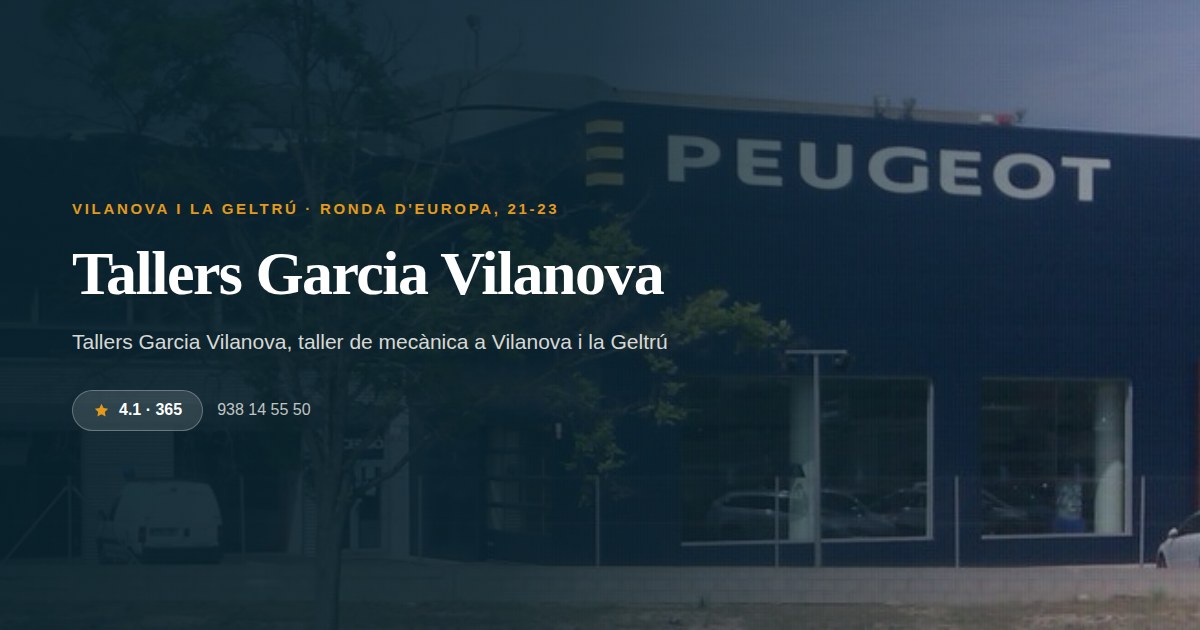 PEUGEOT
VILANOVA I LA GELTRÚ · RONDA D'EUROPA, 21-23
Tallers Garcia Vilanova
Tallers Garcia Vilanova, taller de mecànica a Vilanova i la Geltrú
4.1 · 365
938 14 55 50